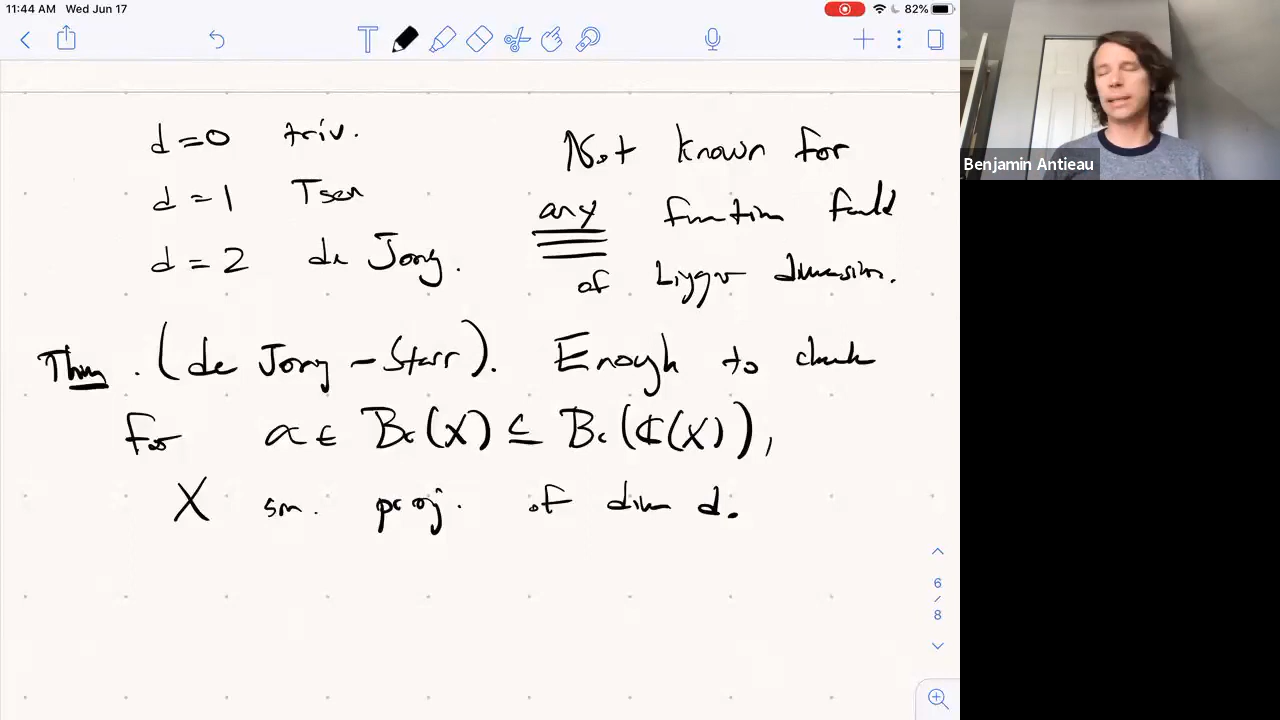 11:44 AM Wed Jun 17
82%
T
d = 0 triv.
d = 1 Tsen
d = 2 de Jong.
Not known for
any function field
of bigger dimension.
Thm. (de Jong – Starr). Enough to check
for α ∈ Br(X) ⊆ Br(ℂ(X)),
X sm. proj. of dim d.
6
/
8
Benjamin Antieau